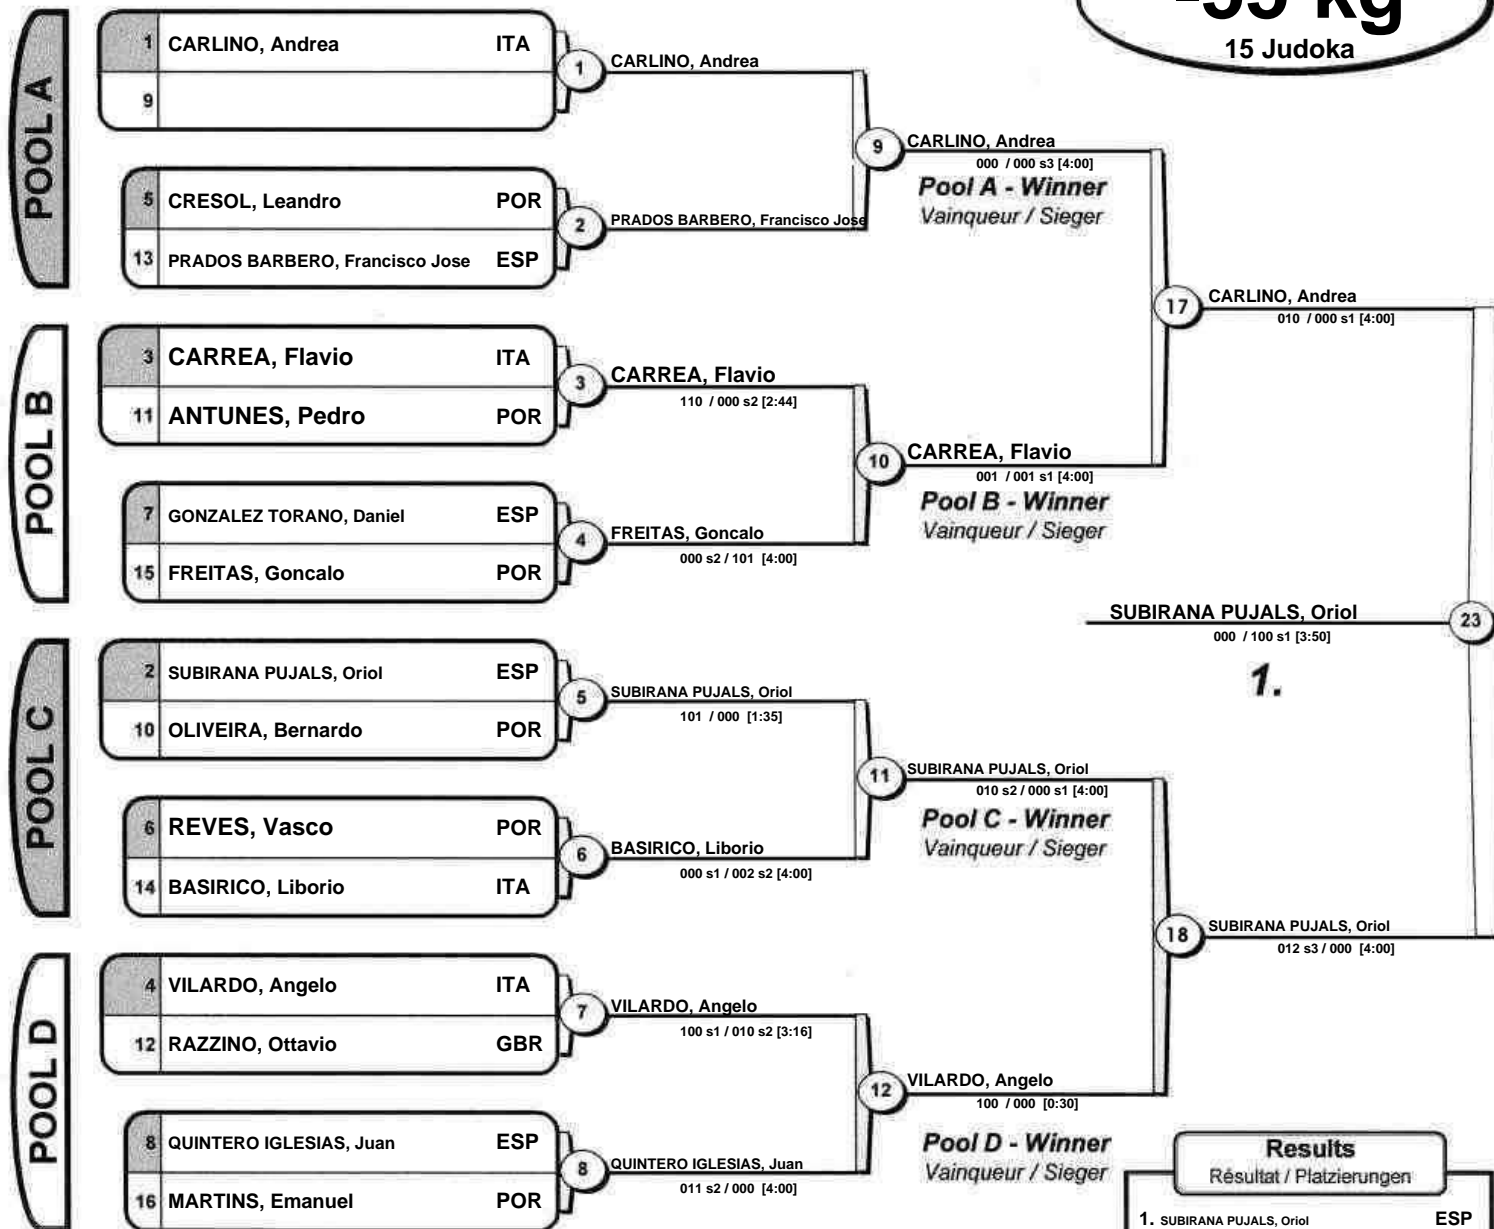 -55 kg
15 Judoka
POOL A
1 CARLINO, Andrea ITA
9
1 CARLINO, Andrea
5 CRESOL, Leandro POR
13 PRADOS BARBERO, Francisco Jose ESP
2 PRADOS BARBERO, Francisco Jose
9 CARLINO, Andrea
000 / 000 s3 [4:00]
Pool A - Winner
Vainqueur / Sieger
POOL B
3 CARREA, Flavio ITA
11 ANTUNES, Pedro POR
3 CARREA, Flavio
110 / 000 s2 [2:44]
7 GONZALEZ TORANO, Daniel ESP
15 FREITAS, Goncalo POR
4 FREITAS, Goncalo
000 s2 / 101 [4:00]
10 CARREA, Flavio
001 / 001 s1 [4:00]
Pool B - Winner
Vainqueur / Sieger
17 CARLINO, Andrea
010 / 000 s1 [4:00]
SUBIRANA PUJALS, Oriol 23
000 / 100 s1 [3:50]
1.
POOL C
2 SUBIRANA PUJALS, Oriol ESP
10 OLIVEIRA, Bernardo POR
5 SUBIRANA PUJALS, Oriol
101 / 000 [1:35]
6 REVES, Vasco POR
14 BASIRICO, Liborio ITA
6 BASIRICO, Liborio
000 s1 / 002 s2 [4:00]
11 SUBIRANA PUJALS, Oriol
010 s2 / 000 s1 [4:00]
Pool C - Winner
Vainqueur / Sieger
18 SUBIRANA PUJALS, Oriol
012 s3 / 000 [4:00]
POOL D
4 VILARDO, Angelo ITA
12 RAZZINO, Ottavio GBR
7 VILARDO, Angelo
100 s1 / 010 s2 [3:16]
8 QUINTERO IGLESIAS, Juan ESP
16 MARTINS, Emanuel POR
8 QUINTERO IGLESIAS, Juan
011 s2 / 000 [4:00]
12 VILARDO, Angelo
100 / 000 [0:30]
Pool D - Winner
Vainqueur / Sieger
Results
Résultat / Platzierungen
1. SUBIRANA PUJALS, Oriol ESP